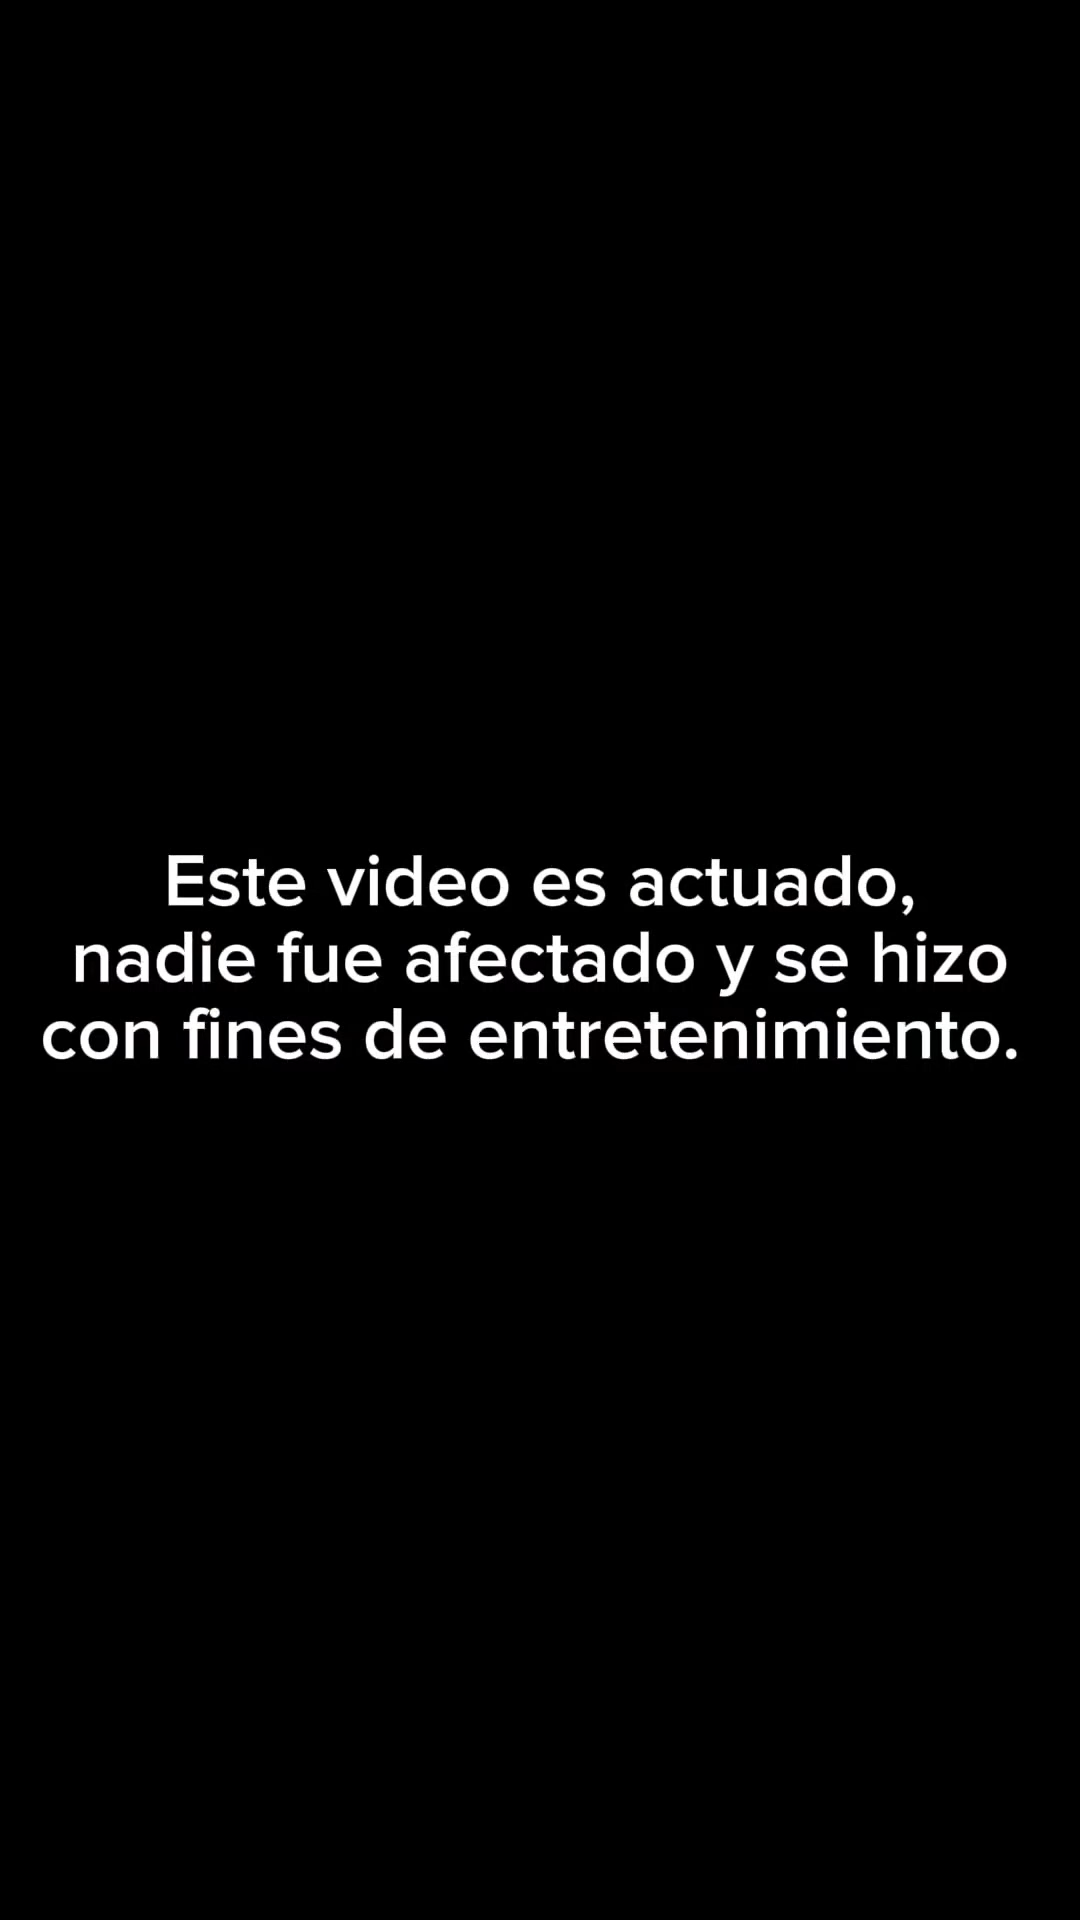 Este video es actuado,
nadie fue afectado y se hizo
con fines de entretenimiento.